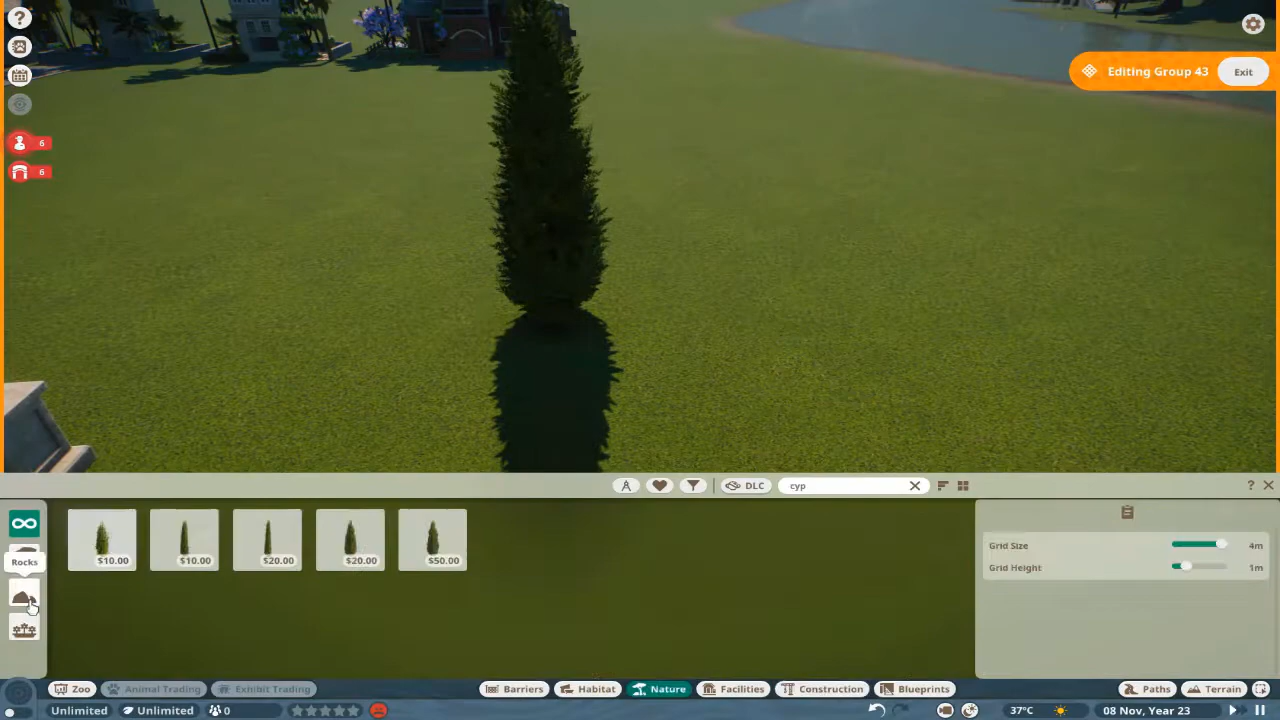 ?
Editing Group 43
Exit
6
6
DLC
cyp
?
Rocks
$10.00
$10.00
$20.00
$20.00
$50.00
Grid Size
4m
Grid Height
1m
Zoo
Animal Trading
Exhibit Trading
Barriers
Habitat
Nature
Facilities
Construction
Blueprints
Paths
Terrain
Unlimited
Unlimited
0
37°C
08 Nov, Year 23